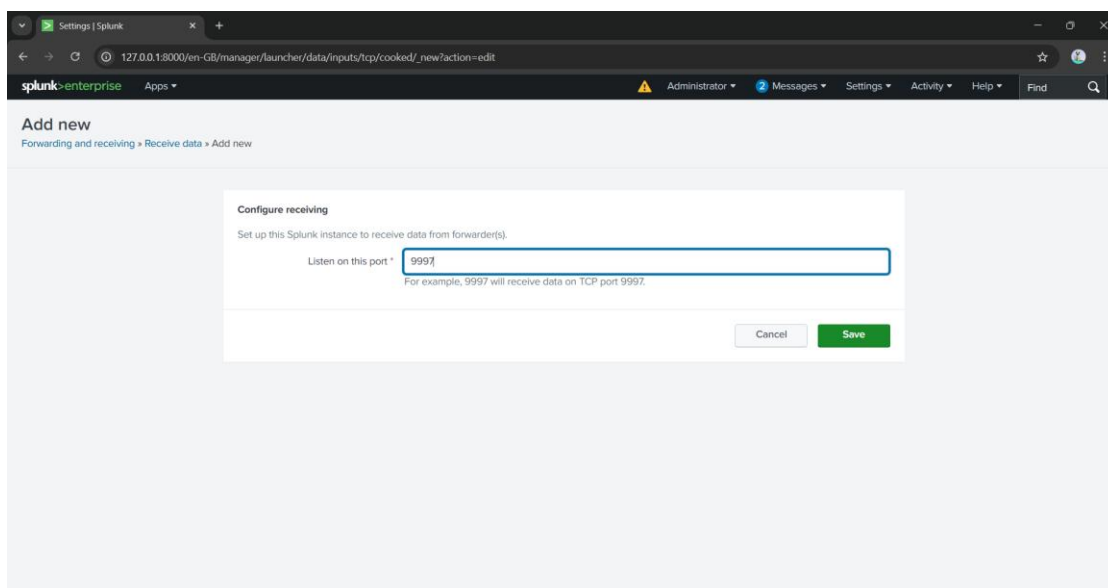 Settings | Splunk
127.0.0.1:8000/en-GB/manager/launcher/data/inputs/tcp/cooked/_new?action=edit
splunk>enterprise Apps Administrator 2 Messages Settings Activity Help Find
Add new
Forwarding and receiving » Receive data » Add new
Configure receiving
Set up this Splunk instance to receive data from forwarder(s).
Listen on this port * 9997
For example, 9997 will receive data on TCP port 9997.
Cancel Save